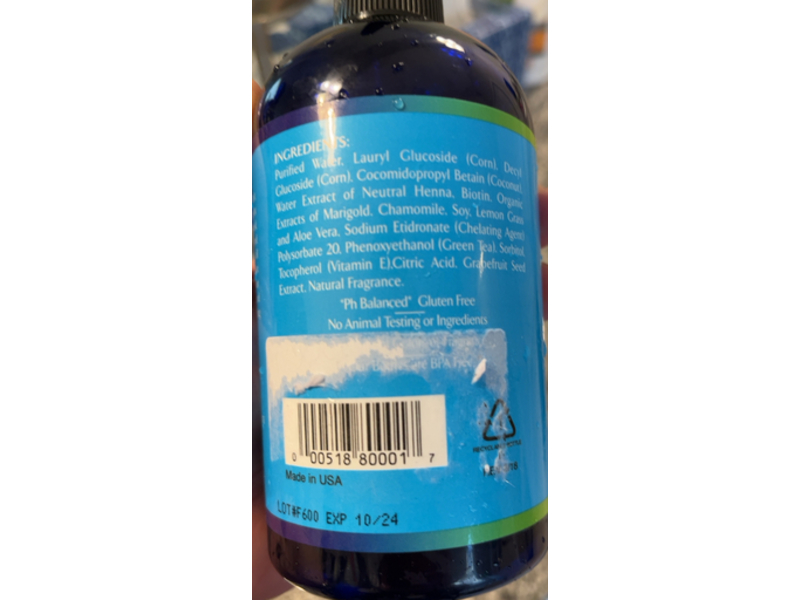 INGREDIENTS:
Purified Water, Lauryl Glucoside (Corn), Decyl
Glucoside (Corn), Cocomidopropyl Betain (Coconut)
Water Extract of Neutral Henna, Biotin, Organic
Extracts of Marigold, Chamomile, Soy, Lemon Grass
and Aloe Vera, Sodium Etidronate (Chelating Agent)
Polysorbate 20, Phenoxyethanol (Green Tea), Sorbitol,
Tocopherol (Vitamin E),Citric Acid, Grapefruit Seed
Extract, Natural Fragrance.
"Ph Balanced" Gluten Free
No Animal Testing or Ingredients
BPA Free
0 00518 80001 7
Made in USA
LOT#F600 EXP 10/24